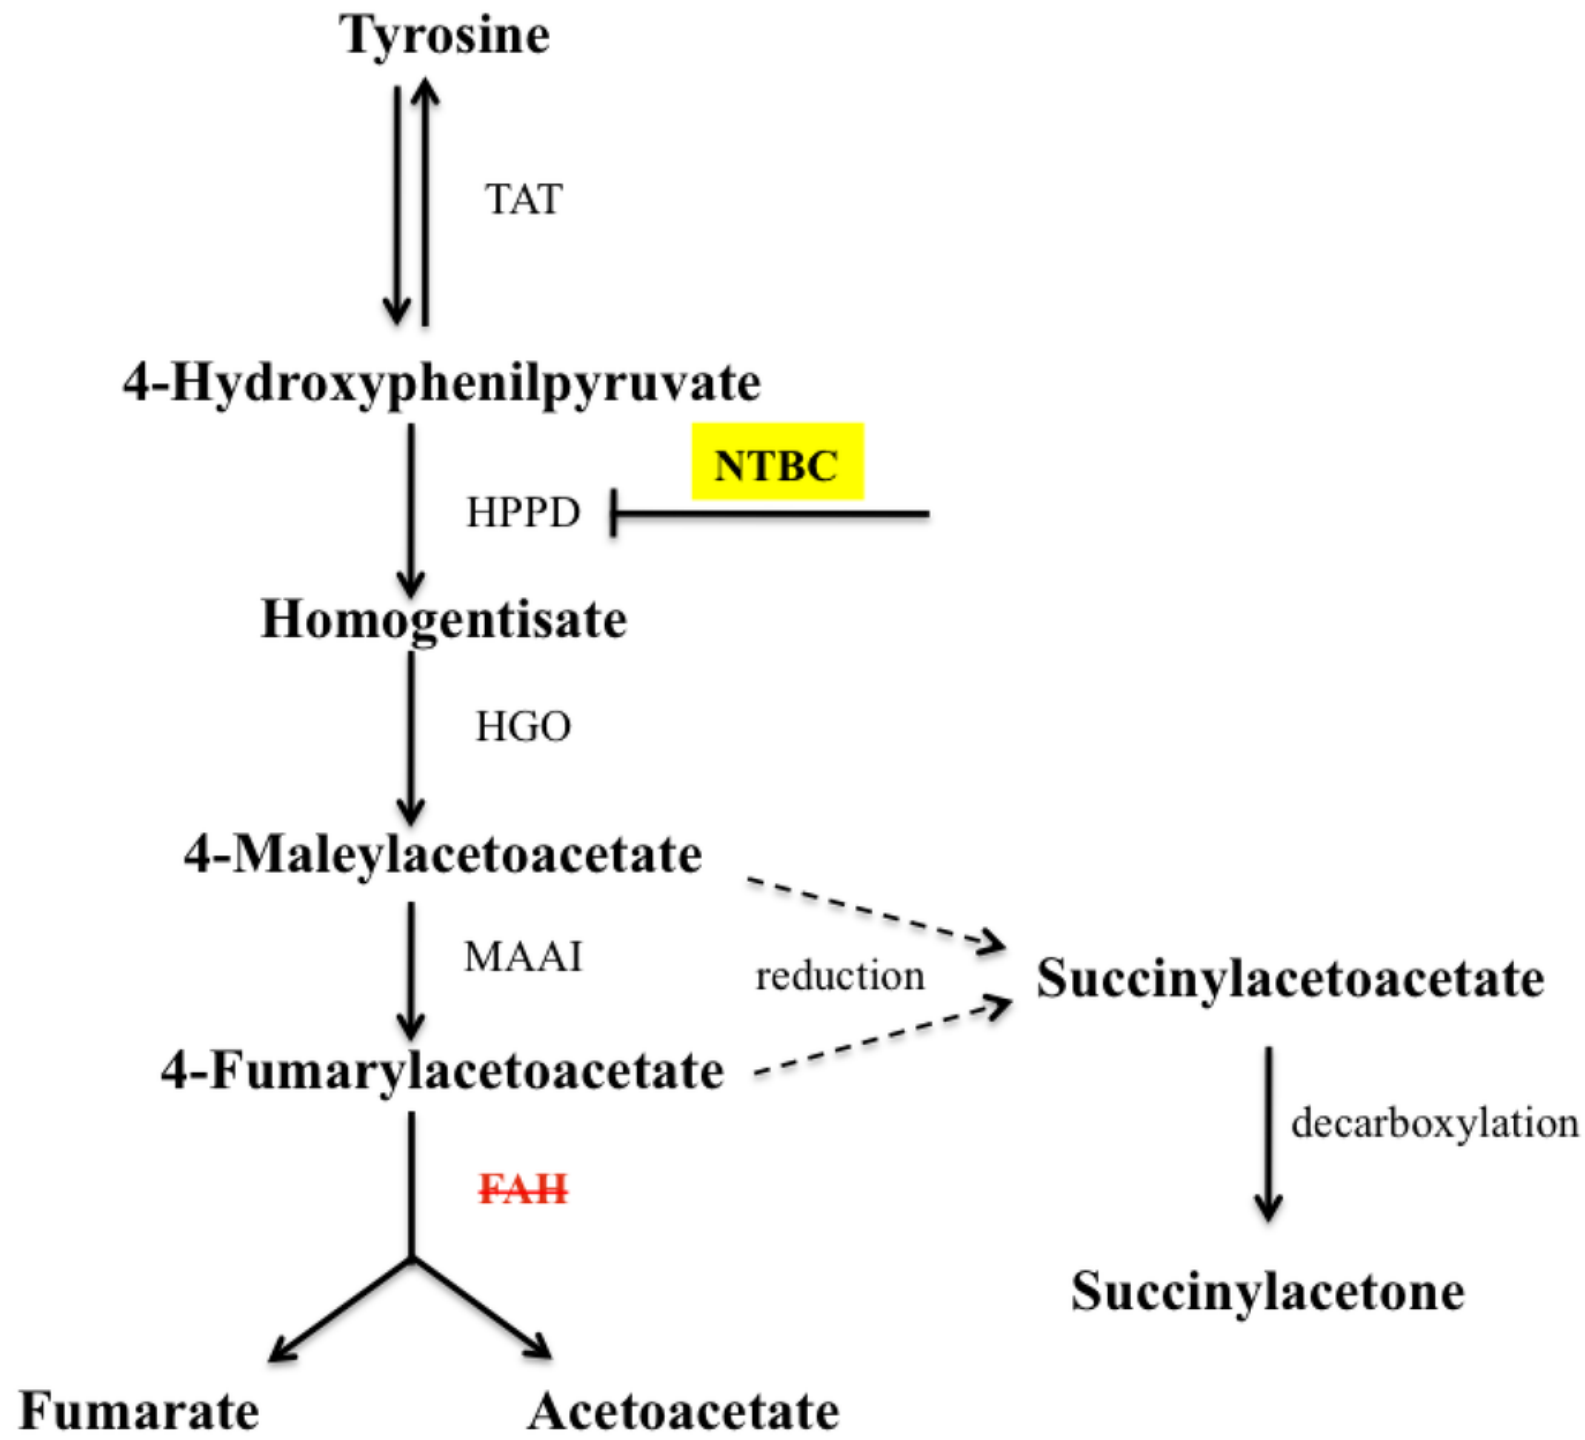 Tyrosine
TAT
4-Hydroxyphenilpyruvate
NTBC
HPPD
Homogentisate
HGO
4-Maleylacetoacetate
MAAI
reduction
Succinylacetoacetate
4-Fumarylacetoacetate
decarboxylation
FAH
Succinylacetone
Fumarate
Acetoacetate